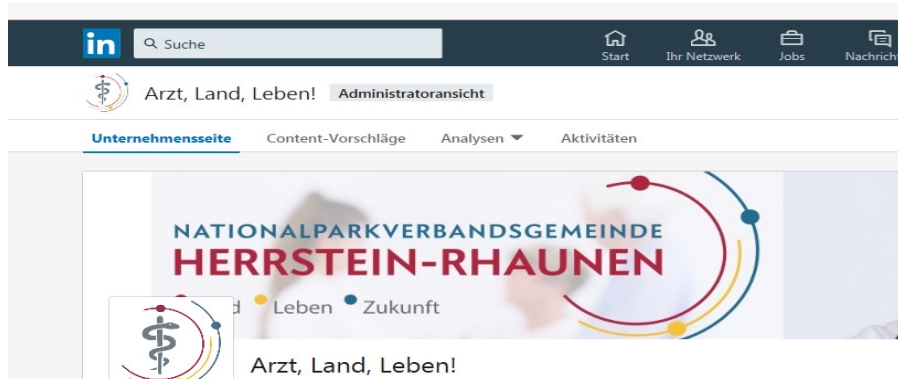 in Suche
Start Ihr Netzwerk Jobs
Arzt, Land, Leben! Administratoransicht
Unternehmensseite Content-Vorschläge Analysen Aktivitäten
NATIONALPARKVERBANDSGEMEINDE
HERRSTEIN-RHAUNEN
Leben Zukunft
Arzt, Land, Leben!